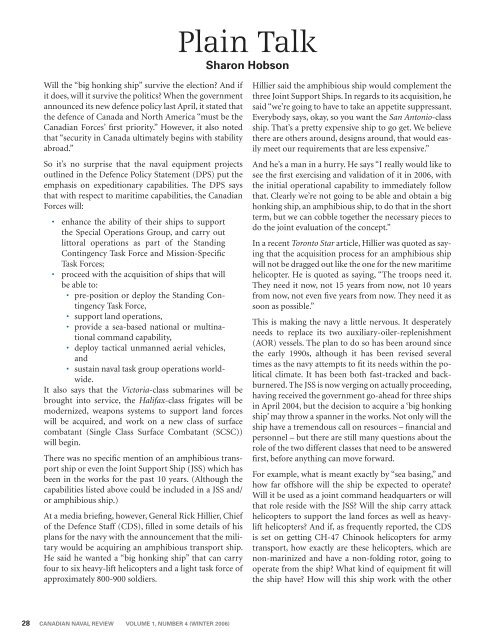 Plain Talk
Sharon Hobson
Will the "big honking ship" survive the election? And if
it does, will it survive the politics? When the government
announced its new defence policy last April, it stated that
the defence of Canada and North America "must be the
Canadian Forces' first priority." However, it also noted
that "security in Canada ultimately begins with stability
abroad."
So it's no surprise that the naval equipment projects
outlined in the Defence Policy Statement (DPS) put the
emphasis on expeditionary capabilities. The DPS says
that with respect to maritime capabilities, the Canadian
Forces will:
• enhance the ability of their ships to support
the Special Operations Group, and carry out
littoral operations as part of the Standing
Contingency Task Force and Mission-Specific
Task Forces;
• proceed with the acquisition of ships that will
be able to:
• pre-position or deploy the Standing Con-
tingency Task Force,
• support land operations,
• provide a sea-based national or multina-
tional command capability,
• deploy tactical unmanned aerial vehicles,
and
• sustain naval task group operations world-
wide.
It also says that the Victoria-class submarines will be
brought into service, the Halifax-class frigates will be
modernized, weapons systems to support land forces
will be acquired, and work on a new class of surface
combatant (Single Class Surface Combatant (SCSC))
will begin.
There was no specific mention of an amphibious trans-
port ship or even the Joint Support Ship (JSS) which has
been in the works for the past 10 years. (Although the
capabilities listed above could be included in a JSS and/
or amphibious ship.)
At a media briefing, however, General Rick Hillier, Chief
of the Defence Staff (CDS), filled in some details of his
plans for the navy with the announcement that the mili-
tary would be acquiring an amphibious transport ship.
He said he wanted a "big honking ship" that can carry
four to six heavy-lift helicopters and a light task force of
approximately 800-900 soldiers.
Hillier said the amphibious ship would complement the
three Joint Support Ships. In regards to its acquisition, he
said "we're going to have to take an appetite suppressant.
Everybody says, okay, so you want the San Antonio-class
ship. That's a pretty expensive ship to go get. We believe
there are others around, designs around, that would eas-
ily meet our requirements that are less expensive."
And he's a man in a hurry. He says "I really would like to
see the first exercising and validation of it in 2006, with
the initial operational capability to immediately follow
that. Clearly we're not going to be able and obtain a big
honking ship, an amphibious ship, to do that in the short
term, but we can cobble together the necessary pieces to
do the joint evaluation of the concept."
In a recent Toronto Star article, Hillier was quoted as say-
ing that the acquisition process for an amphibious ship
will not be dragged out like the one for the new maritime
helicopter. He is quoted as saying, "The troops need it.
They need it now, not 15 years from now, not 10 years
from now, not even five years from now. They need it as
soon as possible."
This is making the navy a little nervous. It desperately
needs to replace its two auxiliary-oiler-replenishment
(AOR) vessels. The plan to do so has been around since
the early 1990s, although it has been revised several
times as the navy attempts to fit its needs within the po-
litical climate. It has been both fast-tracked and back-
burnered. The JSS is now verging on actually proceeding,
having received the government go-ahead for three ships
in April 2004, but the decision to acquire a 'big honking
ship' may throw a spanner in the works. Not only will the
ship have a tremendous call on resources – financial and
personnel – but there are still many questions about the
role of the two different classes that need to be answered
first, before anything can move forward.
For example, what is meant exactly by "sea basing," and
how far offshore will the ship be expected to operate?
Will it be used as a joint command headquarters or will
that role reside with the JSS? Will the ship carry attack
helicopters to support the land forces as well as heavy-
lift helicopters? And if, as frequently reported, the CDS
is set on getting CH-47 Chinook helicopters for army
transport, how exactly are these helicopters, which are
non-marinized and have a non-folding rotor, going to
operate from the ship? What kind of equipment fit will
the ship have? How will this ship work with the other
28 CANADIAN NAVAL REVIEW VOLUME 1, NUMBER 4 (WINTER 2006)